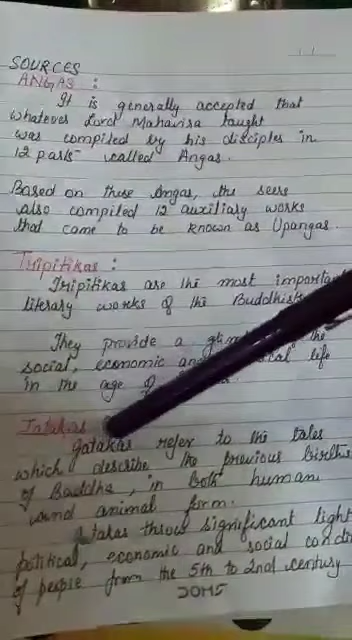 SOURCES
ANGAS :
It is generally accepted that
whatever Lord Mahavira taught
was compiled by his disciples in
12 parts called Angas.
Based on these Angas, the seers
also compiled 12 auxiliary works
that came to be known as Upangas.
Tripitikas :
Tripitikas are the most important
literary works of the Buddhists
They provide a the
social, economic life
in the age of
Jatakas
Jatakas refer to the tales
which describe the previous births
of Buddha, in both human
and animal form.
throw significant light
political, economic and social
of people from the 5th to 2nd century